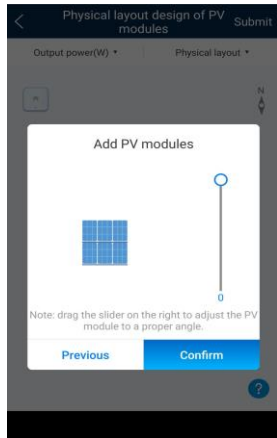 Physical layout design of PV
modules
Submit
Output power(W)
Physical layout
N
Add PV modules
0
Note: drag the slider on the right to adjust the PV
module to a proper angle.
Previous
Confirm
?